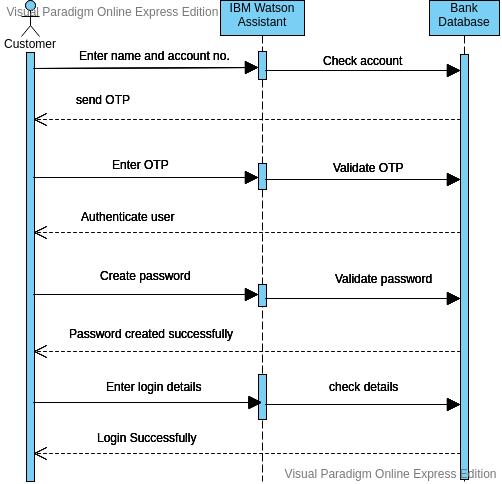 Visual Paradigm Online Express Edition
IBM Watson
Assistant
Bank
Database
Customer
Enter name and account no.
Check account
send OTP
Enter OTP
Validate OTP
Authenticate user
Create password
Validate password
Password created successfully
Enter login details
check details
Login Successfully
Visual Paradigm Online Express Edition